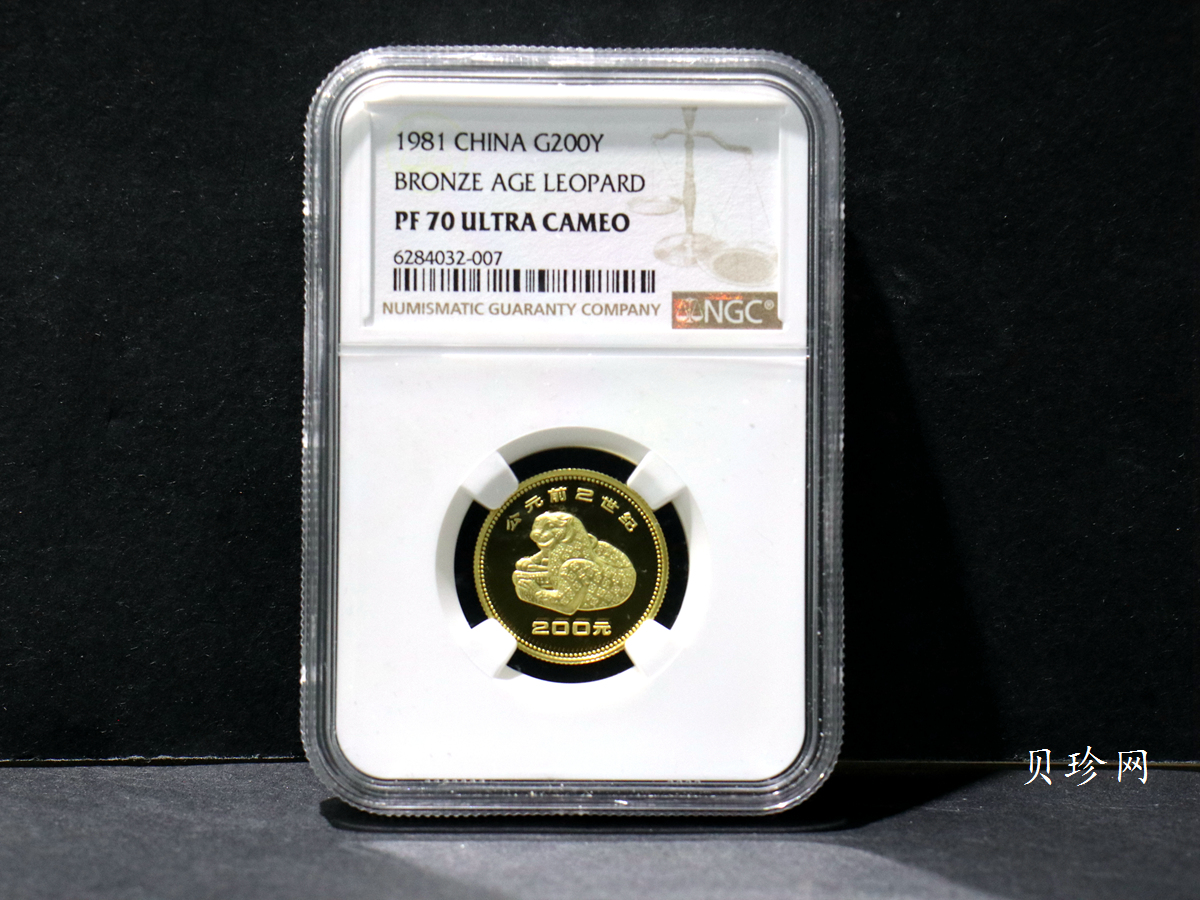 1981 CHINA G200Y
BRONZE AGE LEOPARD
PF 70 ULTRA CAMEO
6284032-007
NUMISMATIC GUARANTY COMPANY
NGC®
公元前2世纪
200元
贝珍网